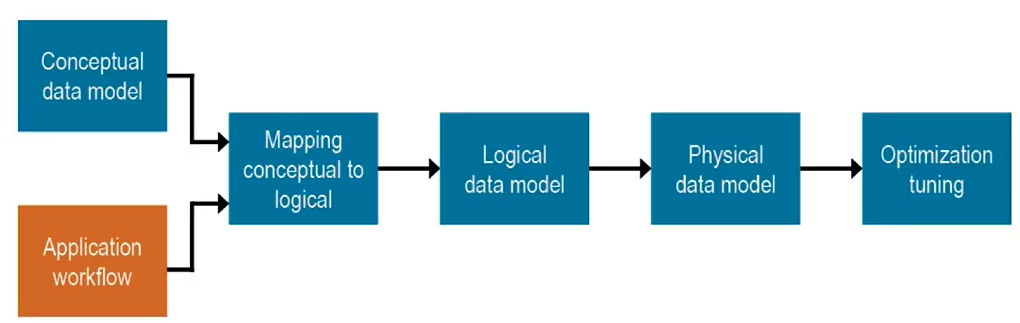 Conceptual
data model
Application
workflow
Mapping
conceptual to
logical
Logical
data model
Physical
data model
Optimization
tuning